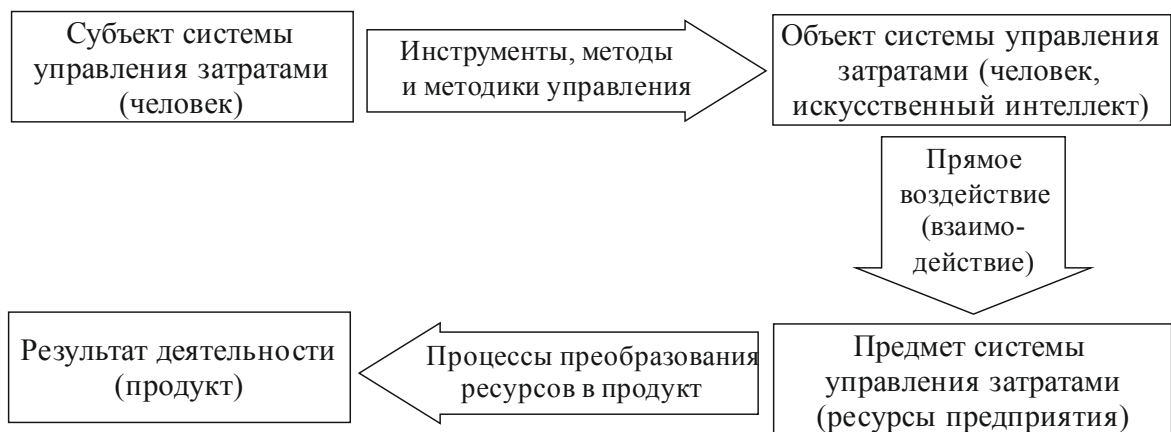 Субъект системы
управления затратами
(человек)
Инструменты, методы
и методики управления
Объект системы управления
затратами (человек,
искусственный интеллект)
Прямое
воздействие
(взаимо-
действие)
Предмет системы
управления затратами
(ресурсы предприятия)
Процессы преобразования
ресурсов в продукт
Результат деятельности
(продукт)